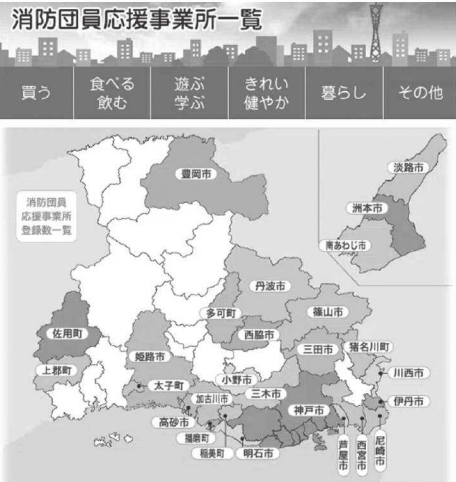 消防団員応援事業所一覧
買う
食べる
飲む
遊ぶ
学ぶ
きれい
健やか
暮らし
その他
淡路市
豊岡市
消防団員
応援事業所
登録数一覧
洲本市
南あわじ市
丹波市
多可町
篠山市
佐用町
西脇市
三田市
猪名川町
姫路市
上郡町
川西市
太子町
小野市
加古川市
三木市
伊丹市
神戸市
高砂市
播磨町
稲美町
明石市
芦屋市
西宮市
尼崎市